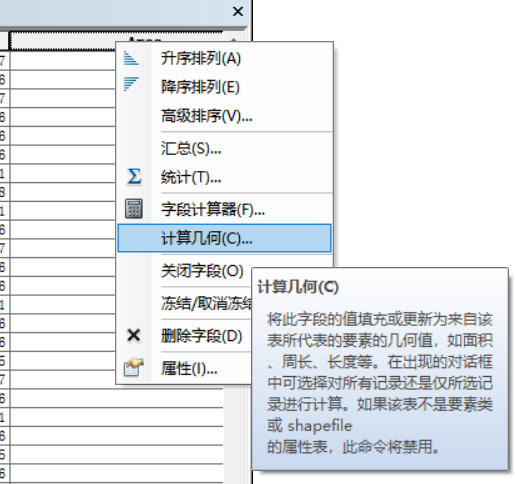 升序排列(A)
降序排列(E)
高级排序(V)...
汇总(S)...
统计(T)...
字段计算器(F)...
计算几何(C)...
关闭字段(O)
冻结/取消冻结
删除字段(D)
属性(I)...
计算几何(C)
将此字段的值填充或更新为来自该
表所代表的要素的几何值，如面积
、周长、长度等。在出现的对话框
中可选择对所有记录还是仅所选记
录进行计算。如果该表不是要素类
或 shapefile
的属性表，此命令将禁用。